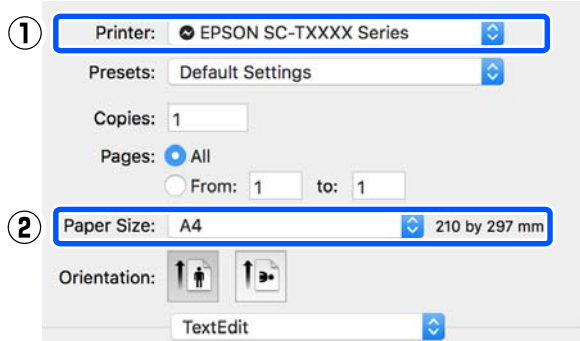 ① Printer: EPSON SC-TXXXX Series
Presets: Default Settings
Copies: 1
Pages: All
From: 1 to: 1
② Paper Size: A4 210 by 297 mm
Orientation:
TextEdit